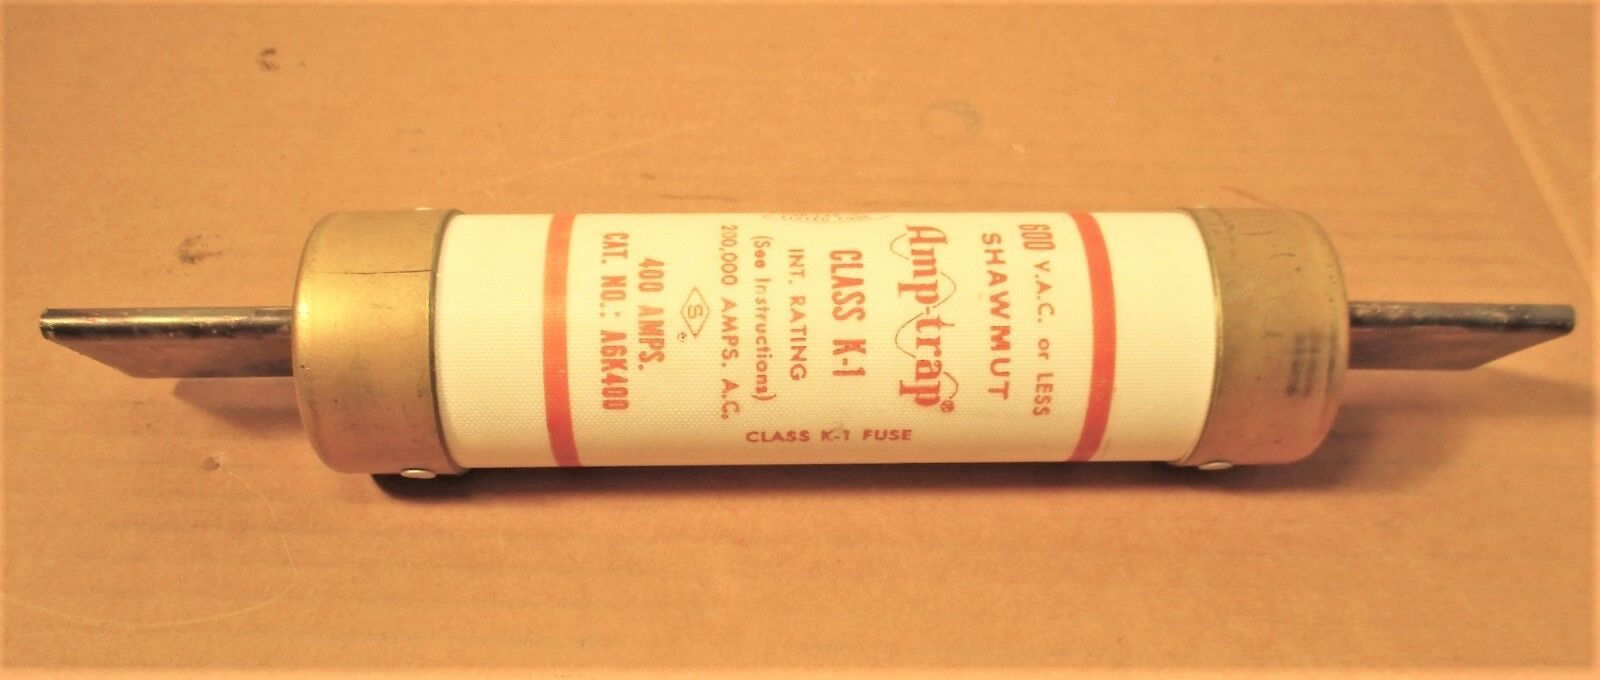 600 V.A.C. or LESS
SHAWMUT
Amp-trap®
CLASS K-1
INT. RATING
(See Instructions)
200,000 AMPS. A.C.
S
®
400 AMPS.
CAT. NO.: A6K400
CLASS K-1 FUSE